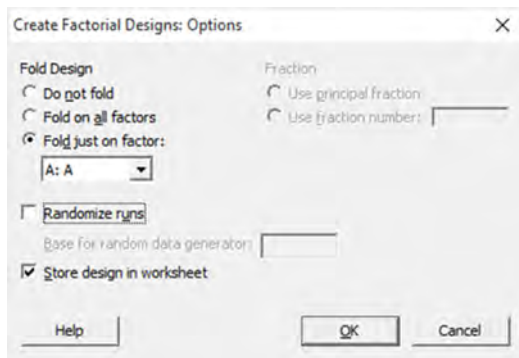 Create Factorial Designs: Options
Fold Design
Do not fold
Fold on all factors
Fold just on factor:
A: A
Fraction
Use principal fraction
Use fraction number:
Randomize runs
Base for random data generator:
Store design in worksheet
Help
OK
Cancel